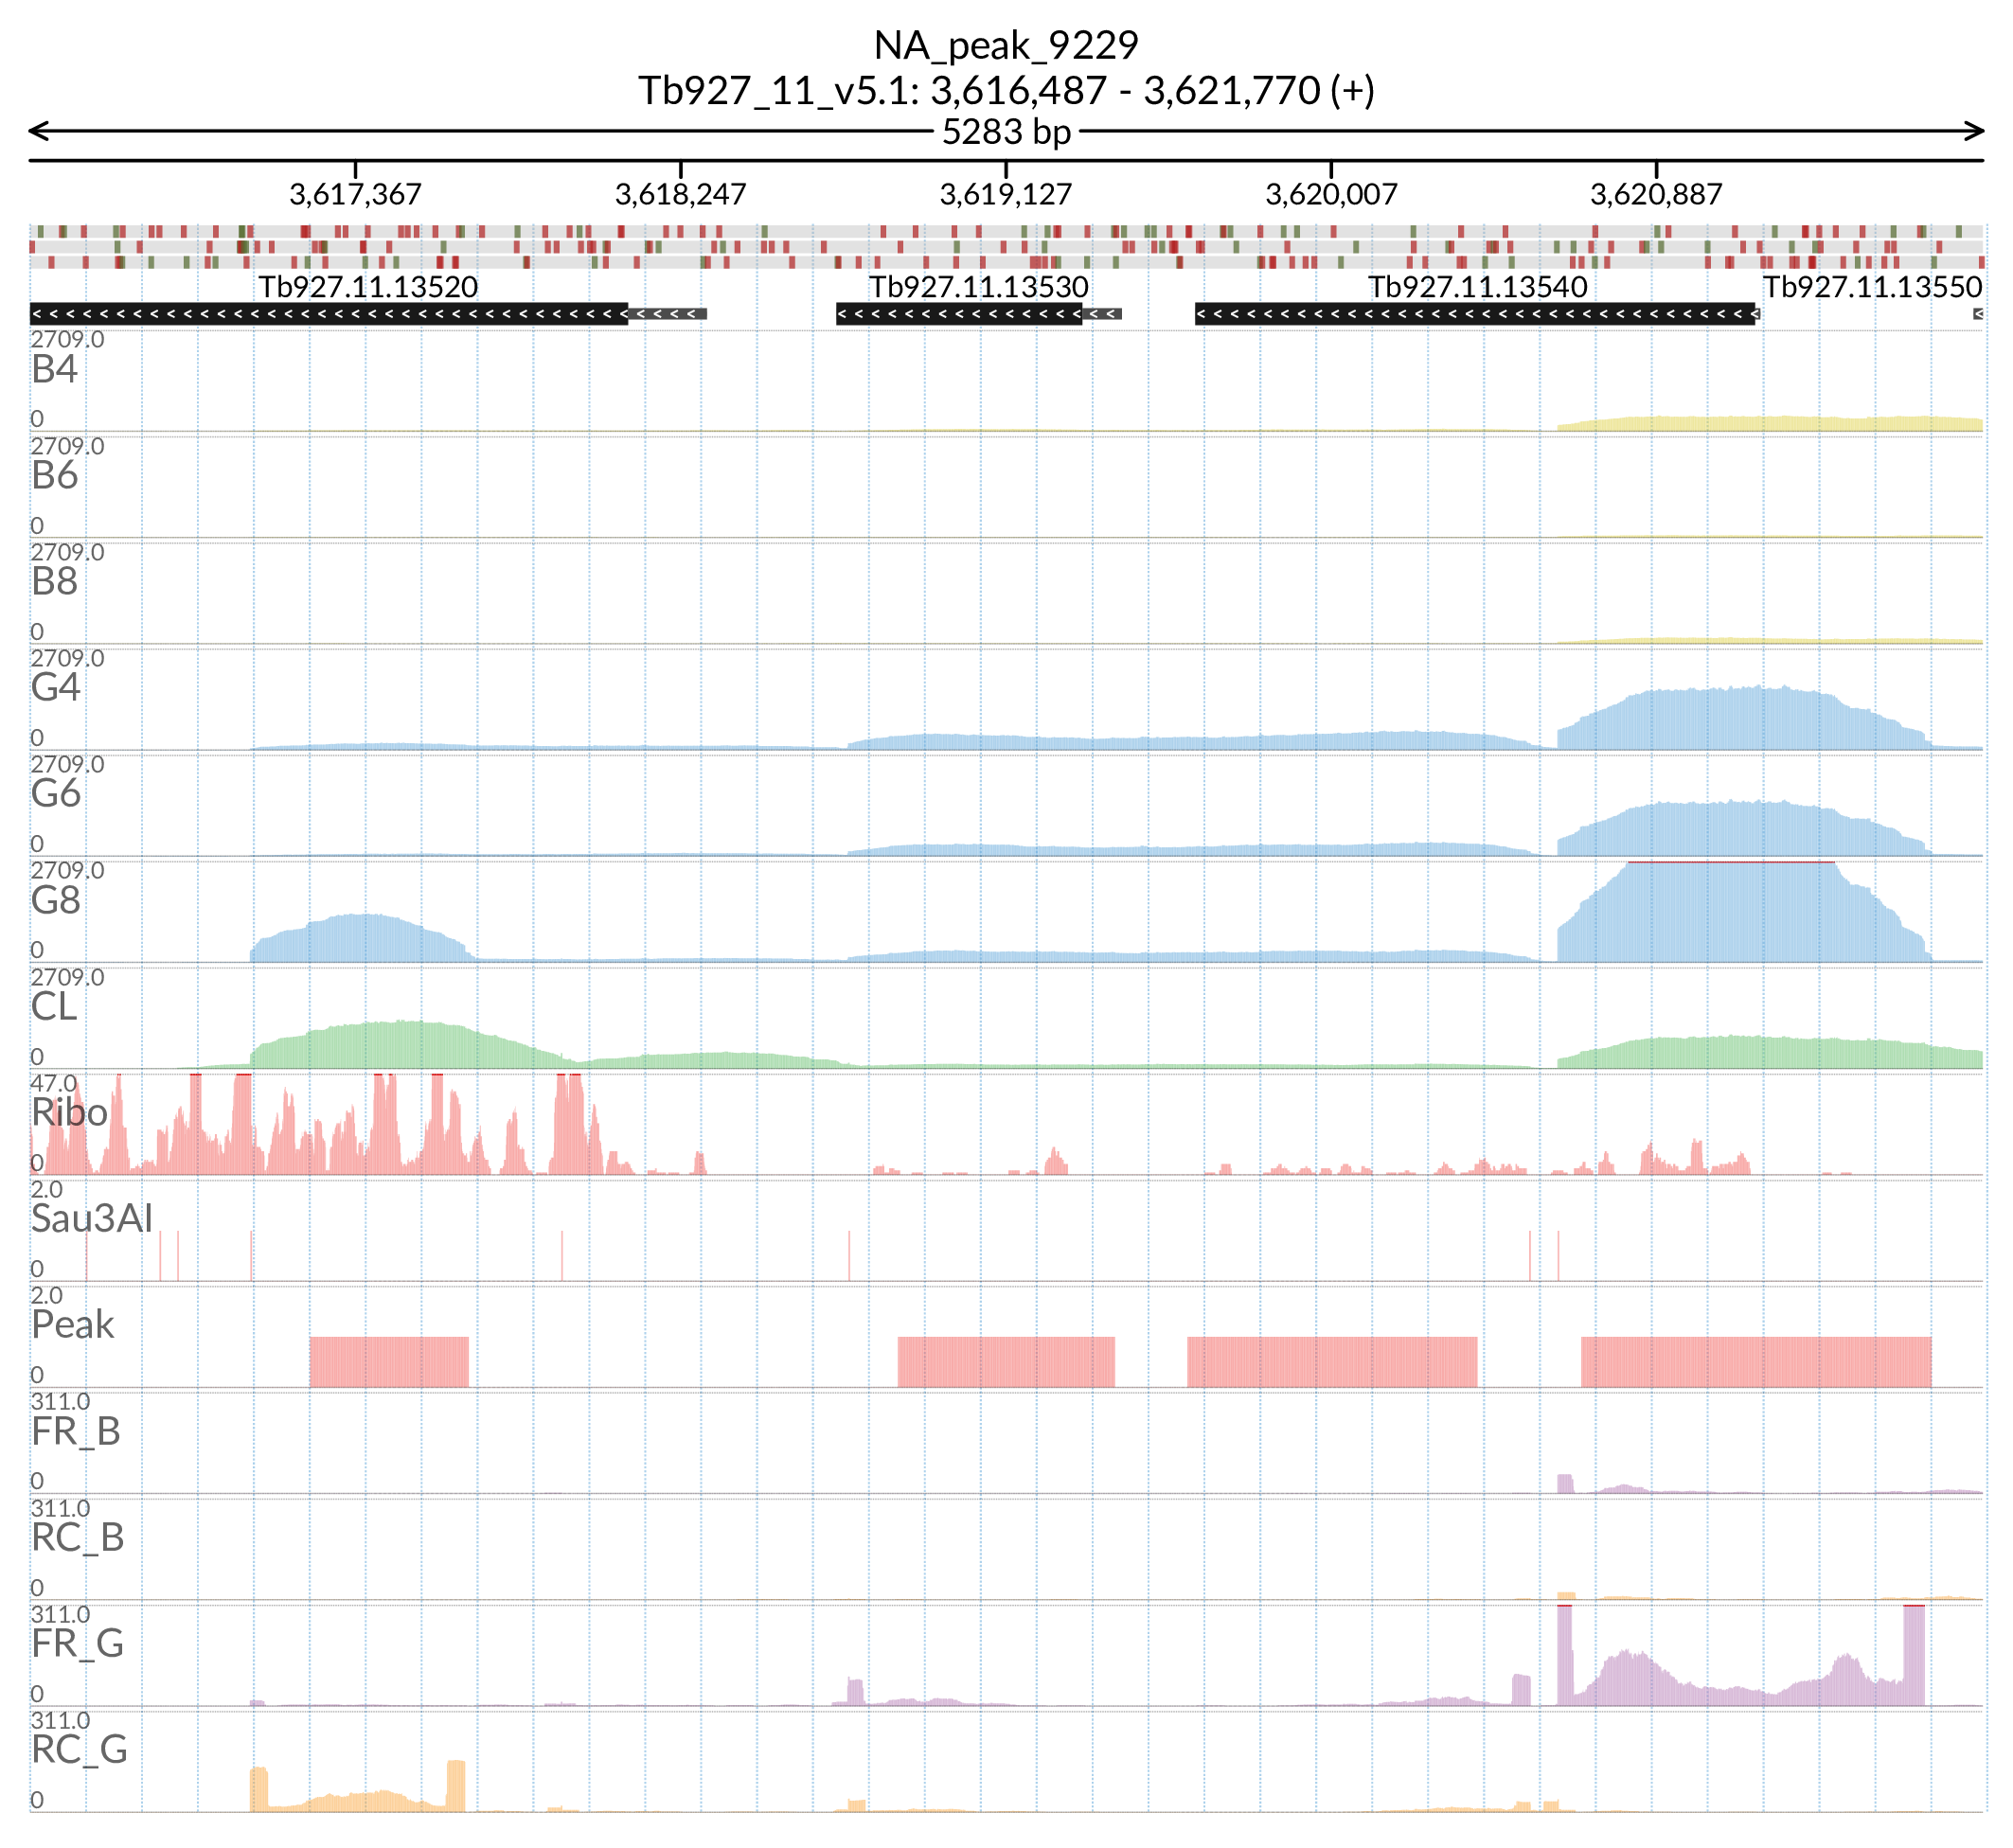 NA_peak_9229
Tb927_11_v5.1: 3,616,487 - 3,621,770 (+)
5283 bp
3,617,367 3,618,247 3,619,127 3,620,007 3,620,887
Tb927.11.13520 Tb927.11.13530 Tb927.11.13540 Tb927.11.13550
2709.0
B4
0
2709.0
B6
0
2709.0
B8
0
2709.0
G4
0
2709.0
G6
0
2709.0
G8
0
2709.0
CL
0
47.0
Ribo
0
2.0
Sau3AI
0
2.0
Peak
0
311.0
FR_B
0
311.0
RC_B
0
311.0
FR_G
0
311.0
RC_G
0